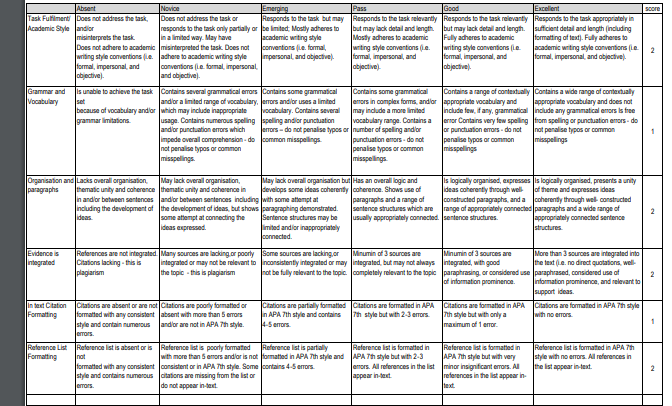 Absent Novice Emerging Pass Good Excellent score
Task Fulfilment/
Academic Style
Does not address the task,
and/or
misinterprets the task.
Does not adhere to academic
writing style conventions (i.e.
formal, impersonal, and
objective).
Does not address the task or
responds to the task only partially or
in a limited way. May have
misinterpreted the task. Does not
adhere to academic writing style
conventions (i.e. formal, impersonal,
and objective).
Responds to the task but may
be limited; Mostly adheres to
academic writing style
conventions (i.e. formal,
impersonal, and objective).
Responds to the task relevantly
but may lack detail and length.
Mostly adheres to academic
writing style conventions (i.e.
formal, impersonal, and
objective).
Responds to the task relevantly
but may lack detail and length.
Fully adheres to academic
writing style conventions (i.e.
formal, impersonal, and
objective).
Responds to the task appropriately in
sufficient detail and length (including
formatting of text). Fully adheres to
academic writing style conventions (i.e.
formal, impersonal, and objective).
2
Grammar and
Vocabulary
Is unable to achieve the task
set
because of vocabulary and/or
grammar limitations.
Contains several grammatical errors
and/or a limited range of vocabulary,
which may include inappropriate
usage. Contains numerous spelling
and/or punctuation errors which
impede overall comprehension - do
not penalise typos or common
misspellings.
Contains some grammatical
errors and/or uses a limited
vocabulary. Contains several
spelling and/or punctuation
errors – do not penalise typos
or common misspellings.
Contains some grammatical
errors in complex forms, and/or
may include a more limited
vocabulary range. Contains a
number of spelling and/or
punctuation errors - do not
penalise typos or common
misspellings.
Contains a range of contextually
appropriate vocabulary and
include few, if any, grammatical
error Contains very few spelling
or punctuation errors - do not
penalise typos or common
misspellings
Contains a wide range of contextually
appropriate vocabulary and does not
include any grammatical errors Is free
from spelling or punctuation errors - do
not penalise typos or common
misspellings
1
Organisation and
paragraphs
Lacks overall organisation,
thematic unity and coherence
in and/or between sentences
including the development of
ideas.
May lack overall organisation,
thematic unity and coherence in
and/or between sentences including
the development of ideas, but shows
some attempt at connecting the
ideas expressed.
May lack overall organisation but
develops some ideas coherently
with some attempt at
paragraphing demonstrated.
Sentence structures may be
limited and/or inappropriately
connected.
Has an overall logic and
coherence. Shows use of
paragraphs and a range of
sentence structures which are
usually appropriately connected.
Is logically organised, expresses
ideas coherently through well-
constructed paragraphs, and a
range of appropriately connected
sentence structures.
Is logically organised, presents a unity
of theme and expresses ideas
coherently through well- constructed
paragraphs and a wide range of
appropriately connected sentence
structures.
2
Evidence is
integrated
References are not integrated.
Citations lacking - this is
plagiarism
Many sources are lacking,or poorly
integrated or may not be relevant to
the topic - this is plagiarism
Some sources are lacking,or
inconsistently integrated or may
not be fully relevant to the topic.
Minumin of 3 sources are
integrated, but may not always
completely relevant to the topic
Minumin of 3 sources are
integrated, with good
paraphrasing, or considered use
of information prominence.
More than 3 sources are integrated into
the text (i.e. no direct quotations, well-
paraphrased, considered use of
information prominence, and relevant to
support ideas.
2
In text Citation
Formatting
Citations are absent or are not
formatted with any consistent
style and contain numerous
errors.
Citations are poorly formatted or
absent with more than 5 errors
and/or are not in APA 7th style.
Citations are partially formatted
in APA 7th style and contains
4-5 errors.
Citations are formatted in APA
7th style but with 2-3 errors.
Citations are formatted in APA
7th style but with only a
maximum of 1 error.
Citations are formatted in APA 7th style
with no errors.
1
Reference List
Formatting
Reference list is absent or is
not
formatted with any consistent
style and contains numerous
errors.
Reference list is poorly formatted
with more than 5 errors and/or is not
consistent or in APA 7th style. Some
citations are missing from the list or
do not appear in-text.
Reference list is partially
formatted in APA 7th style and
contains 4-5 errors.
Reference list is formatted in
APA 7th style but with 2-3
errors. All references in the
list appear in-text.
Reference list is formatted in
APA 7th style but with very
minor insignificant errors. All
references in the list appear in-
text.
Reference list is formatted in APA 7th
style with no errors. All references in
the list appear in-text.
2